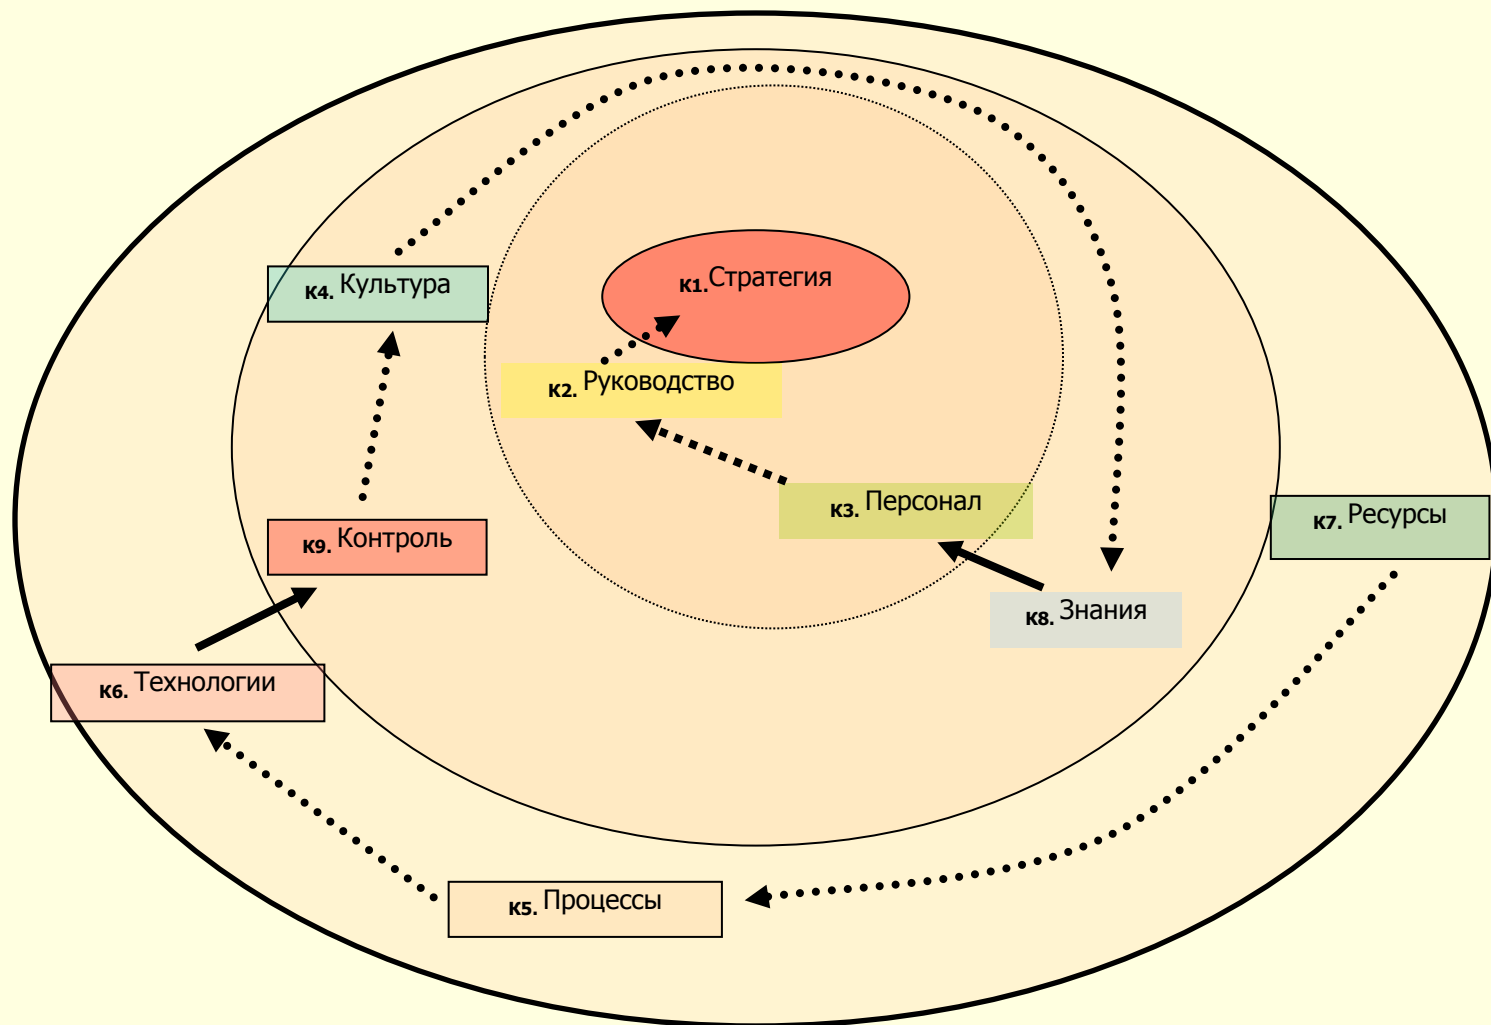 К1. Стратегия
К4. Культура
К2. Руководство
К3. Персонал
К7. Ресурсы
К9. Контроль
К8. Знания
К6. Технологии
К5. Процессы